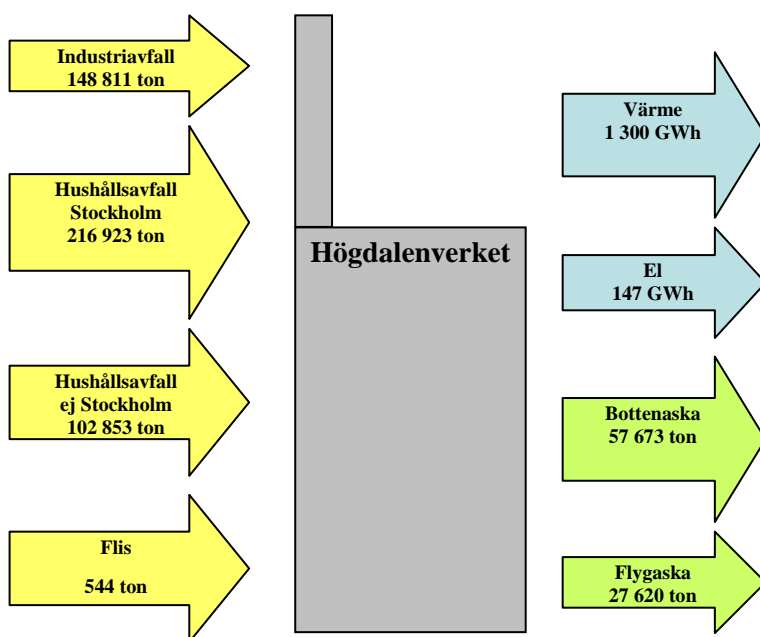 Industriavfall
148 811 ton
Hushållsavfall
Stockholm
216 923 ton
Hushållsavfall
ej Stockholm
102 853 ton
Flis
544 ton
Högdalenverket
Värme
1 300 GWh
El
147 GWh
Bottenaska
57 673 ton
Flygaska
27 620 ton